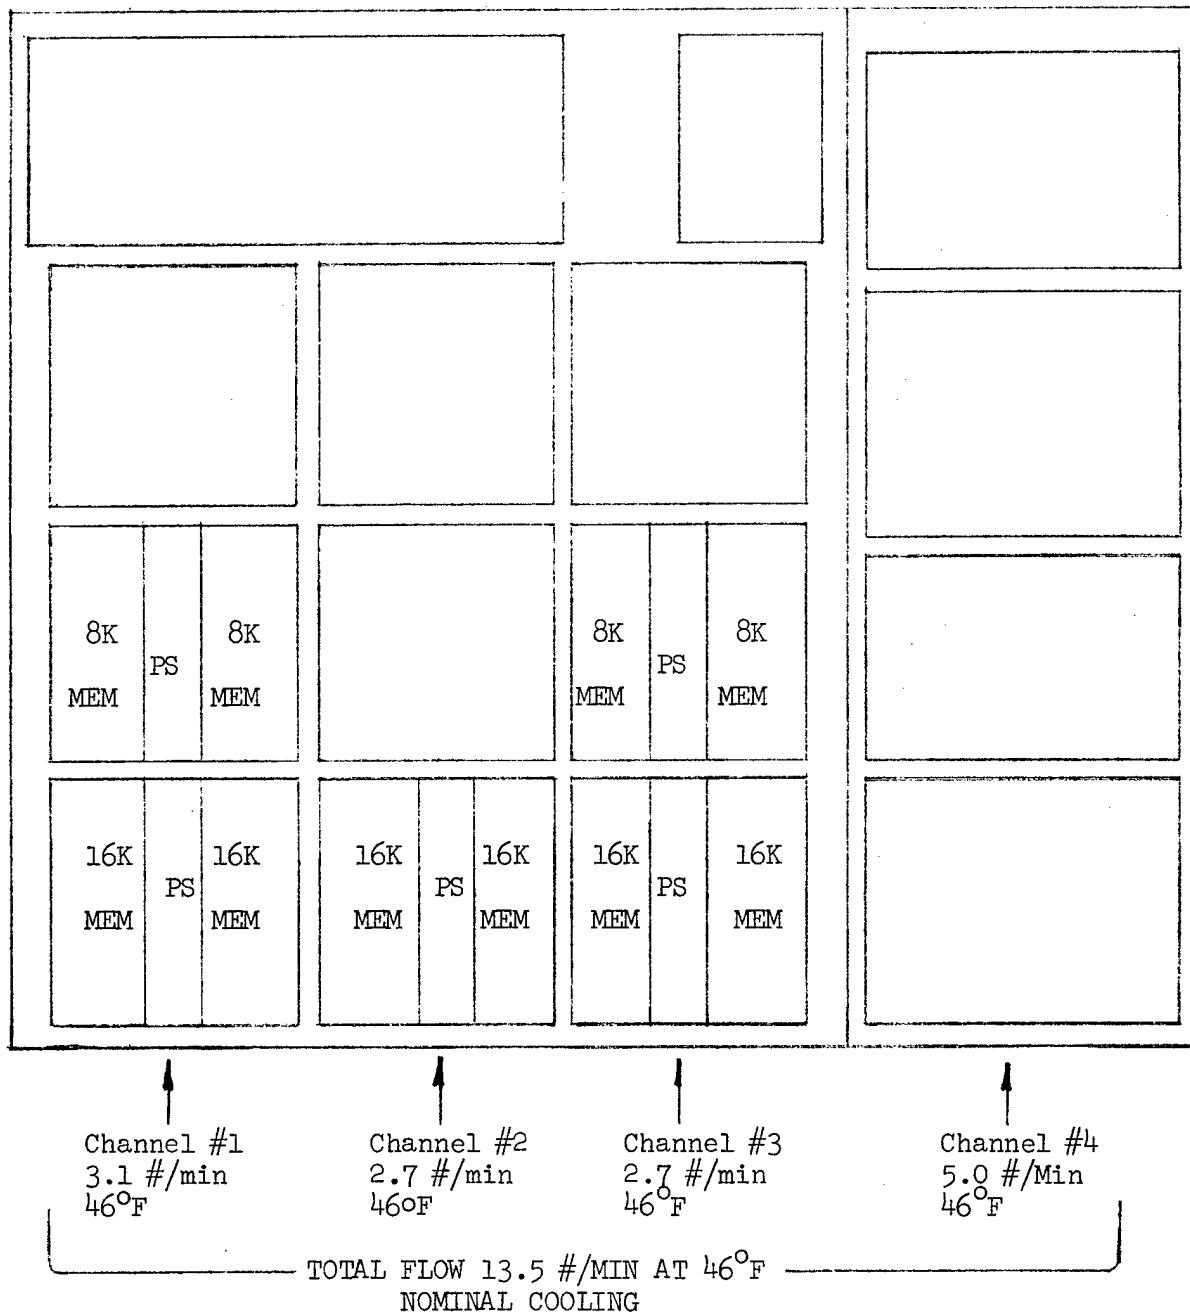 8K 8K 8K 8K
PS PS
MEM MEM MEM MEM
16K 16K 16K 16K 16K 16K
PS PS PS
MEM MEM MEM MEM MEM MEM
Channel #1 Channel #2 Channel #3 Channel #4
3.1 #/min 2.7 #/min 2.7 #/min 5.0 #/Min
46°F 46oF 46°F 46°F
TOTAL FLOW 13.5 #/MIN AT 46°F
NOMINAL COOLING